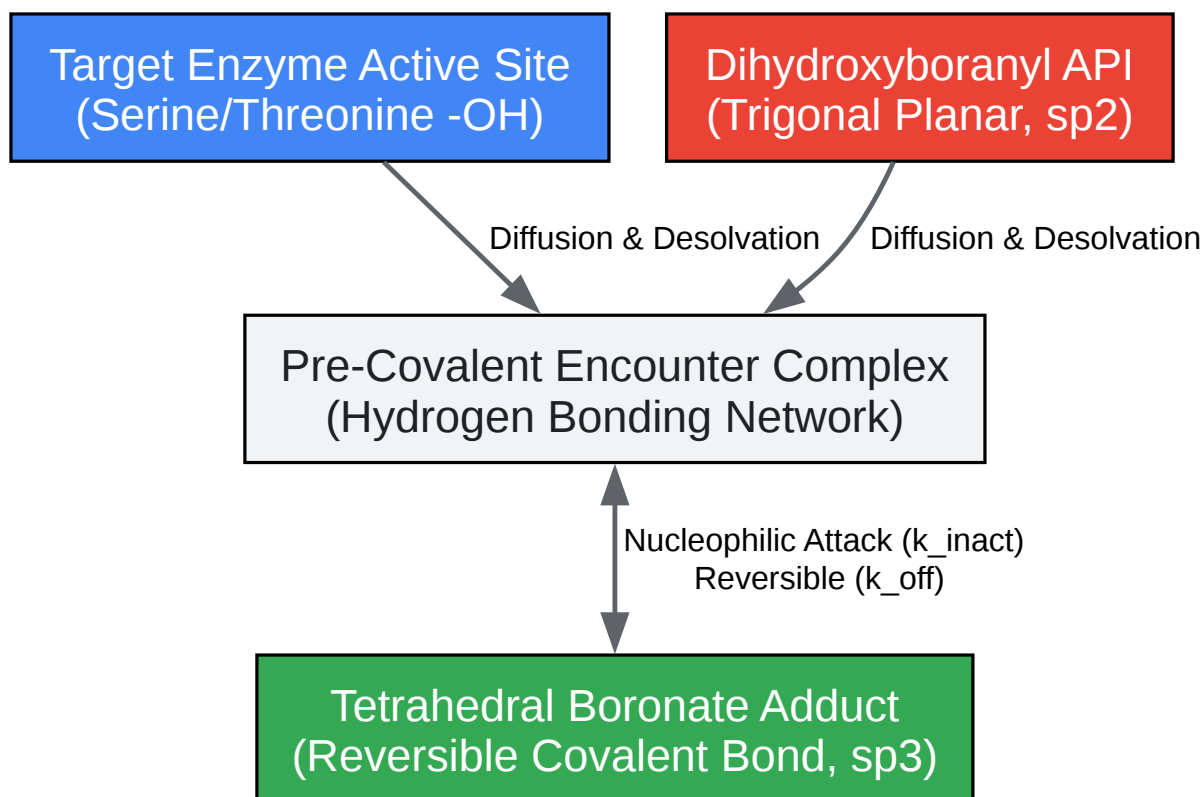 Target Enzyme Active Site
(Serine/Threonine -OH)
Dihydroxyboranyl API
(Trigonal Planar, sp2)
Diffusion & Desolvation
Diffusion & Desolvation
Pre-Covalent Encounter Complex
(Hydrogen Bonding Network)
Nucleophilic Attack (k_inact)
Reversible (k_off)
Tetrahedral Boronate Adduct
(Reversible Covalent Bond, sp3)